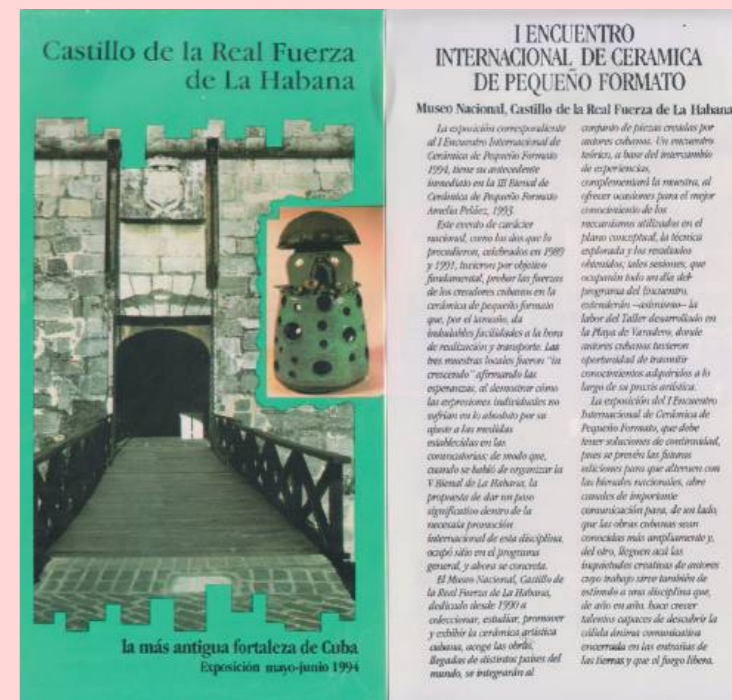 Castillo de la Real Fuerza
de La Habana
la más antigua fortaleza de Cuba
Exposición mayo-junio 1994
I ENCUENTRO
INTERNACIONAL DE CERAMICA
DE PEQUEÑO FORMATO
Museo Nacional, Castillo de la Real Fuerza de La Habana
La exposición correspondiente
al I Encuentro Internacional de
Cerámica de Pequeño Formato
1994, tiene su antecedente
inmediato en la III Bienal de
Cerámica de Pequeño Formato
Amelia Peláez, 1993.
Este evento de carácter
nacional, como los dos que lo
precedieron, celebrados en 1989
y 1991, tuvieron por objetivo
fundamental, probar las fuerzas
de los creadores cubanos en la
cerámica de pequeño formato
que, por el tamaño, da
indudables facilidades a la hora
de realización y transporte. Las
tres muestras locales fueron "in
crescendo" afirmando las
esperanzas, al demostrar cómo
las expresiones individuales no
sufrían en lo absoluto por su
ajuste a las medidas
establecidas en las
convocatorias: de modo que,
cuando se habló de organizar la
V Bienal de La Habana, la
propuesta de dar un paso
significativo dentro de la
necesaria promoción
internacional de esta disciplina,
ocupó sitio en el programa
general, y ahora se concreta.
El Museo Nacional, Castillo de
la Real Fuerza de La Habana,
dedicado desde 1990 a
coleccionar, estudiar, promover
y exhibir la cerámica artística
cubana, acoge las obras,
llegadas de distintos países del
mundo, se integrarán al
conjunto de piezas creadas por
autores cubanos. Un encuentro
teórico, a base del intercambio
de experiencias,
complementará la muestra, al
ofrecer ocasiones para el mejor
conocimiento de los
mecanismos utilizados en el
plano conceptual, la técnica
explorada y los resultados
obtenidos; tales sesiones, que
ocuparán todo un día del
programa del Encuentro,
extenderán —asimismo— la
labor del Taller desarrollado en
la Playa de Varadero, donde
autores cubanos tuvieron
oportunidad de trasmitir
conocimientos adquiridos a lo
largo de su praxis artística.
La exposición del I Encuentro
Internacional de Cerámica de
Pequeño Formato, que debe
tener soluciones de continuidad,
pues se prevén las futuras
ediciones para que alternen con
las bienales nacionales, abre
canales de importante
comunicación para, de un lado,
que las obras cubanas sean
conocidas más ampliamente y,
del otro, lleguen acá las
inquietudes creativas de autores
cuyo trabajo sirve también de
estímulo a una disciplina que,
de año en año, hace crecer
talentos capaces de descubrir la
cálida ánima comunicativa
encerrada en las entrañas de
las tierras y que el fuego libera.